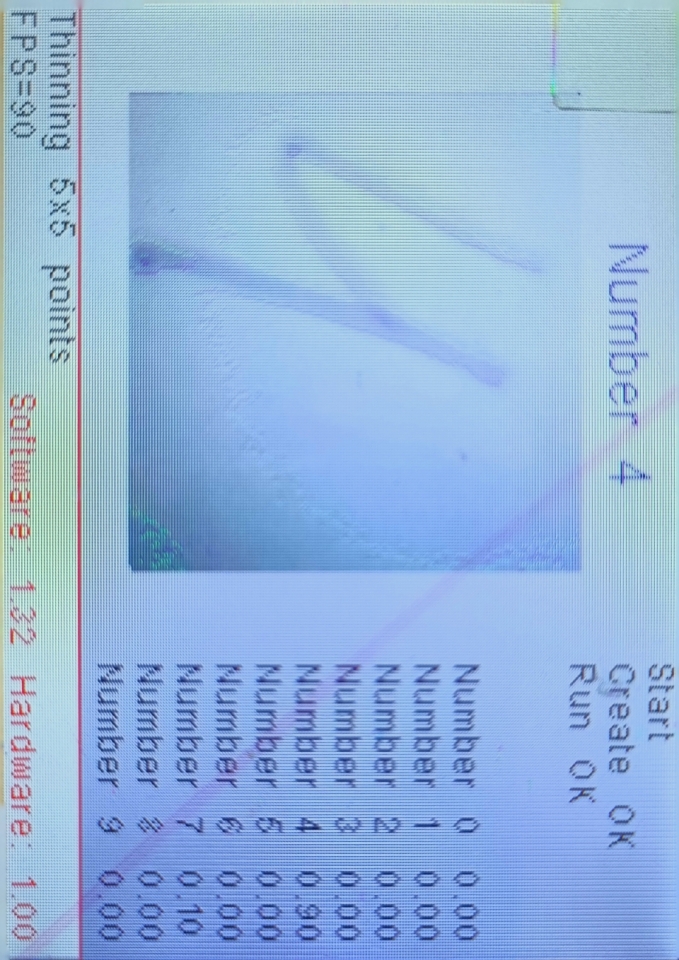 Number 4
Start
Create OK
Run OK
Number 0 0.00
Number 1 0.00
Number 2 0.00
Number 3 0.00
Number 4 0.90
Number 5 0.00
Number 6 0.00
Number 7 0.10
Number 8 0.00
Number 9 0.00
4
Thinning 5x5 points
FPS=90
Software: 1.32 Hardware: 1.00